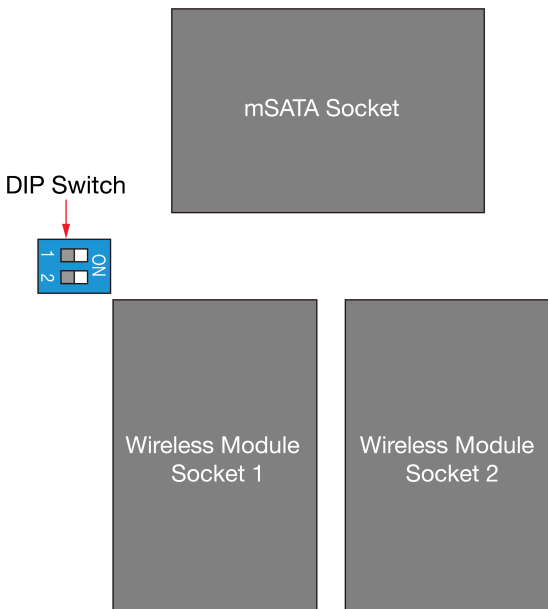 mSATA Socket
DIP Switch
1
ON
2
Wireless Module
Socket 1
Wireless Module
Socket 2